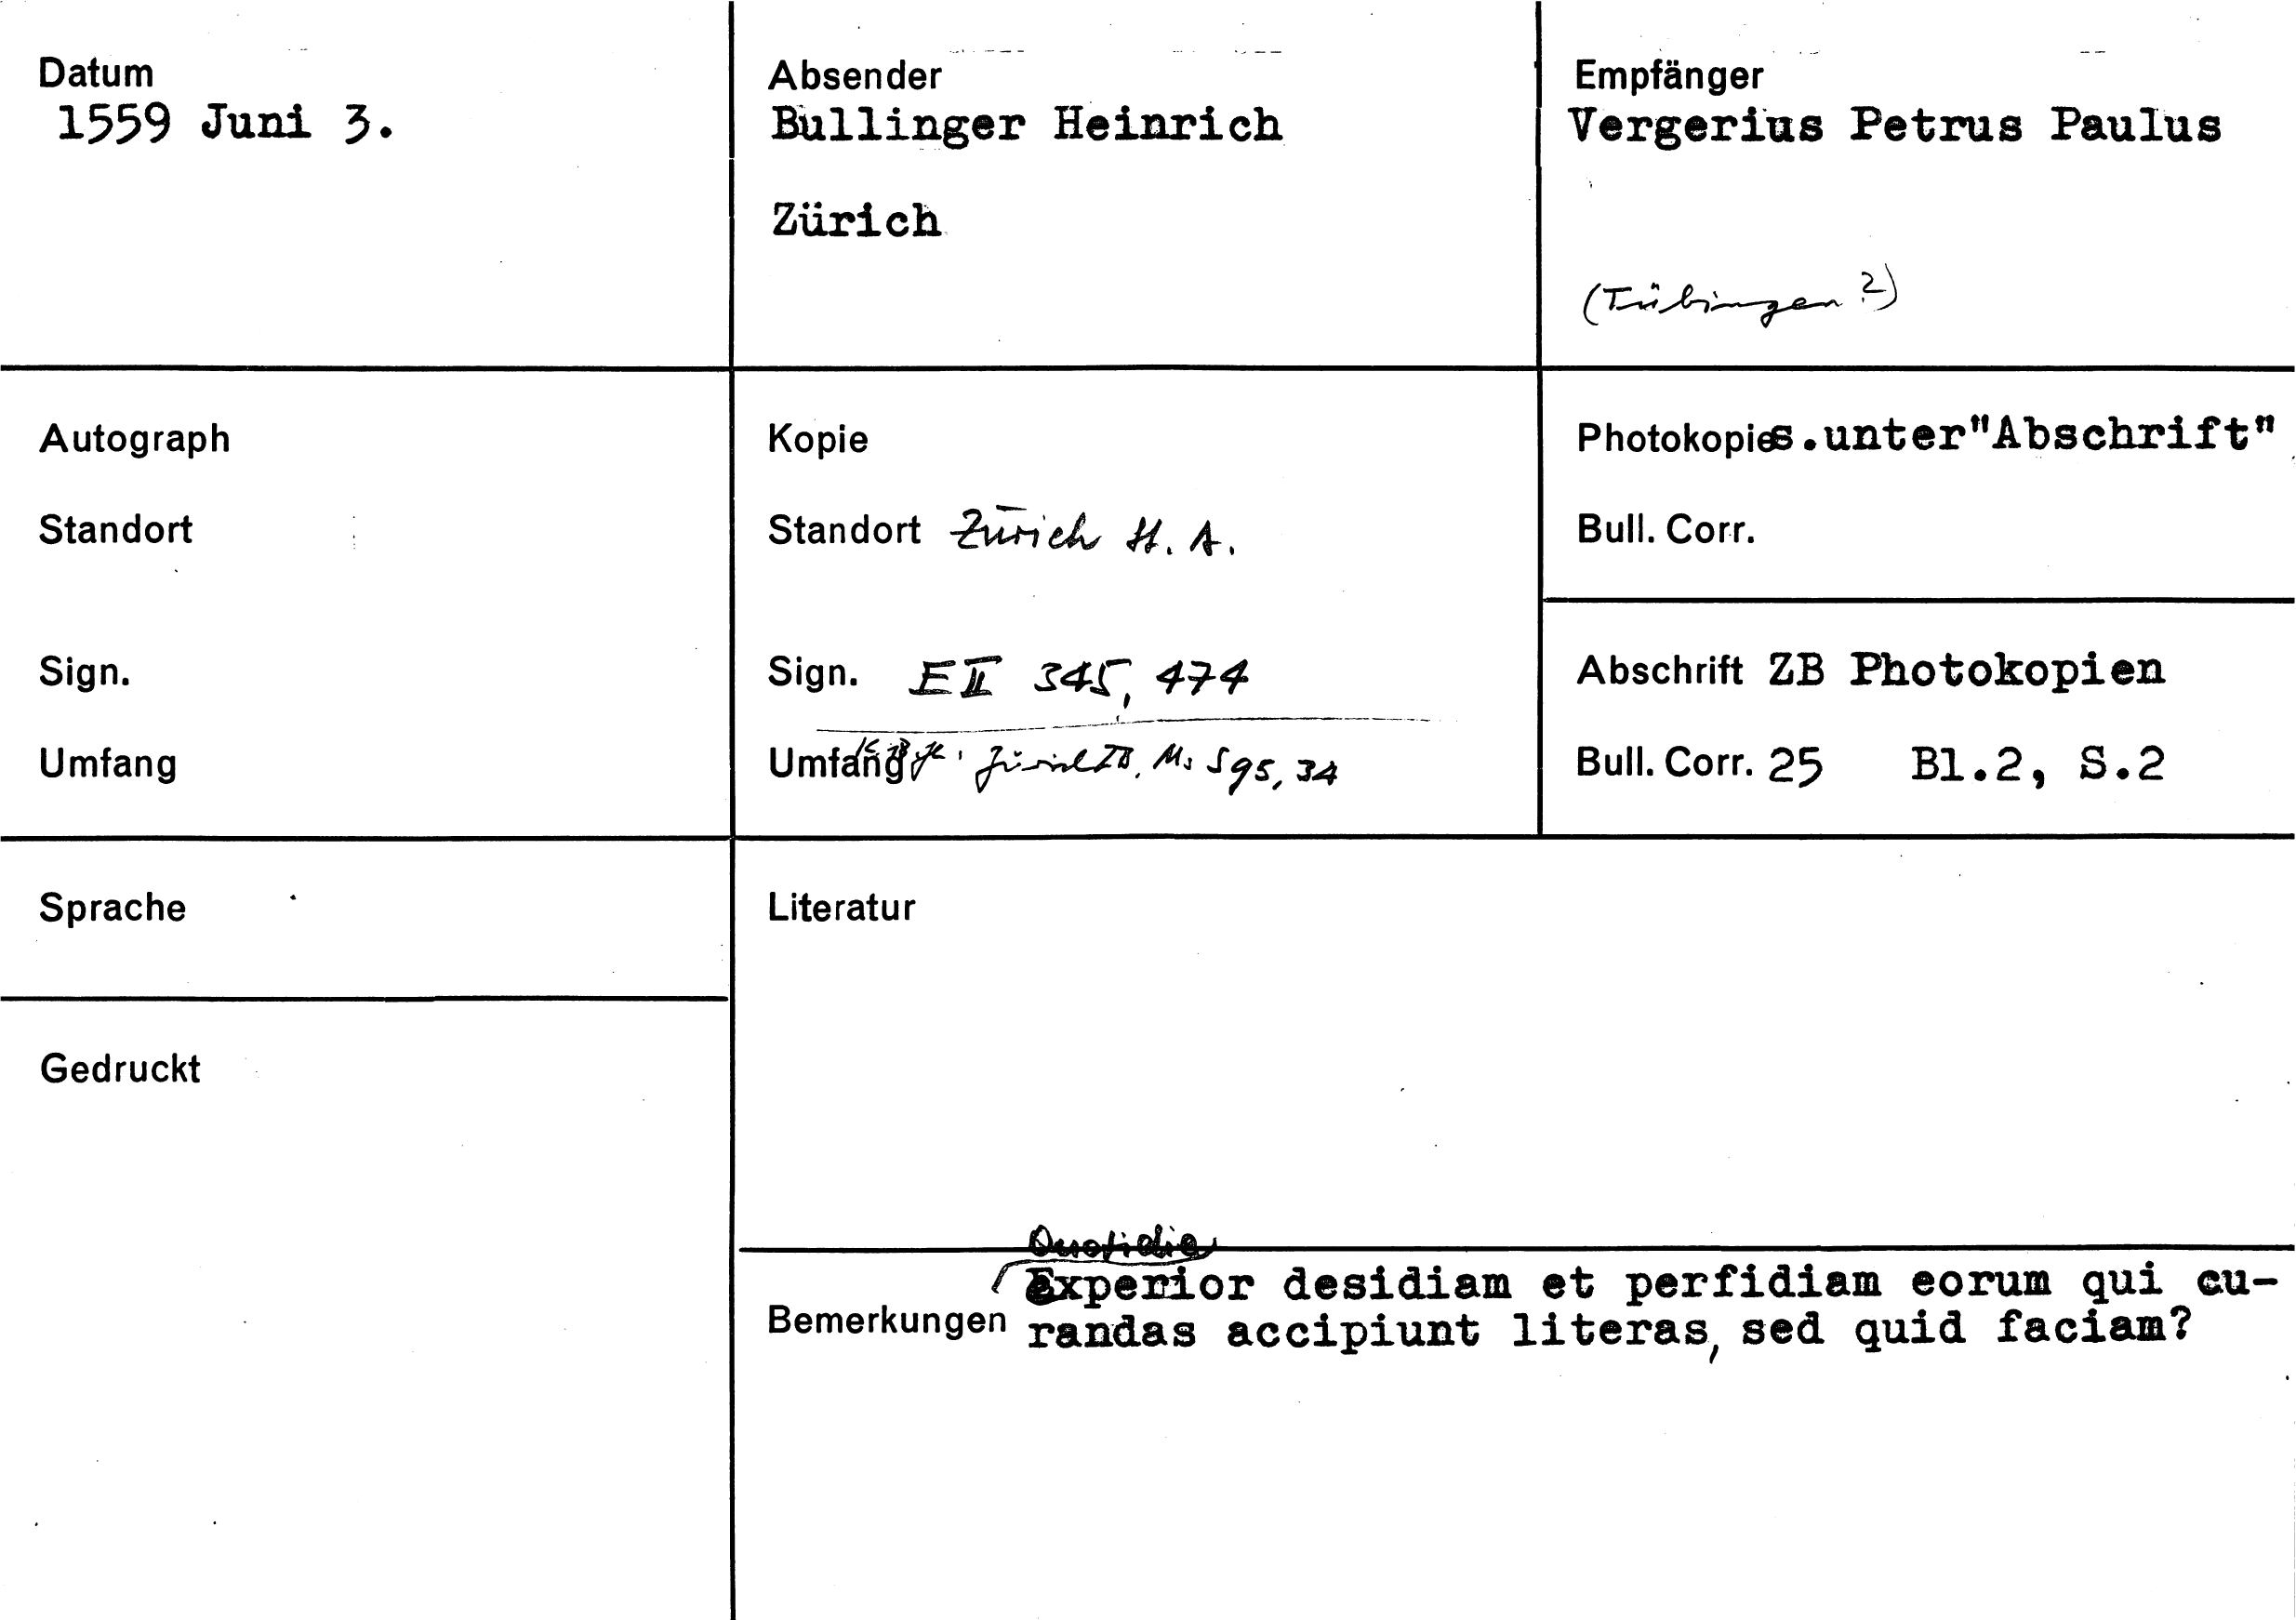 Datum
1559 Juni 3.
Absender
Bullinger Heinrich
Zürich
Empfänger
Vergerius Petrus Paulus
(Tübingen?)
Autograph
Standort
Sign.
Umfang
Kopie
Standort Zürich H. A.
Sign. E II 345, 474
Umfang Zürich ZB, Ms S 95, 34
Photokopie s.unter"Abschrift"
Bull. Corr.
Abschrift ZB Photokopien
Bull. Corr. 25 Bl.2, S.2
Sprache
Gedruckt
Literatur
Quotidie
experior desidiam et perfidiam eorum qui cu-
Bemerkungen randas accipiunt literas, sed quid faciam?